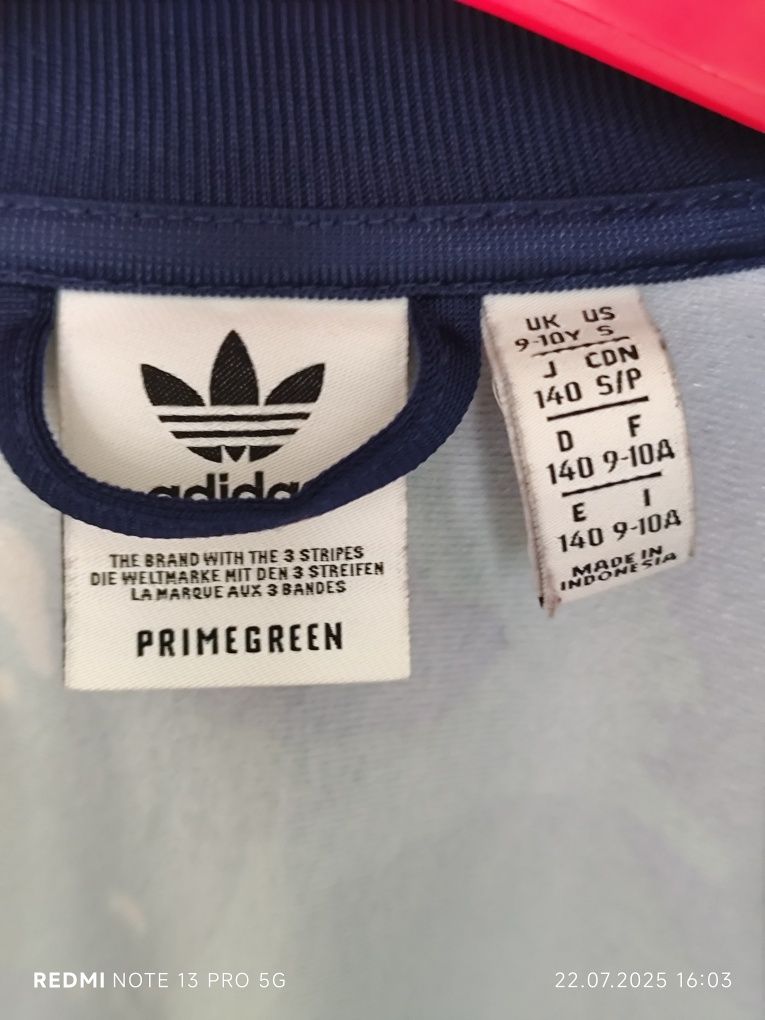 adidas
THE BRAND WITH THE 3 STRIPES
DIE WELTMARKE MIT DEN 3 STREIFEN
LA MARQUE AUX 3 BANDES
PRIMEGREEN
UK US
9-10Y S
J CDN
140 S/P
D F
140 9-10A
E I
140 9-10A
MADE IN
INDONESIA
REDMI NOTE 13 PRO 5G
22.07.2025 16:03